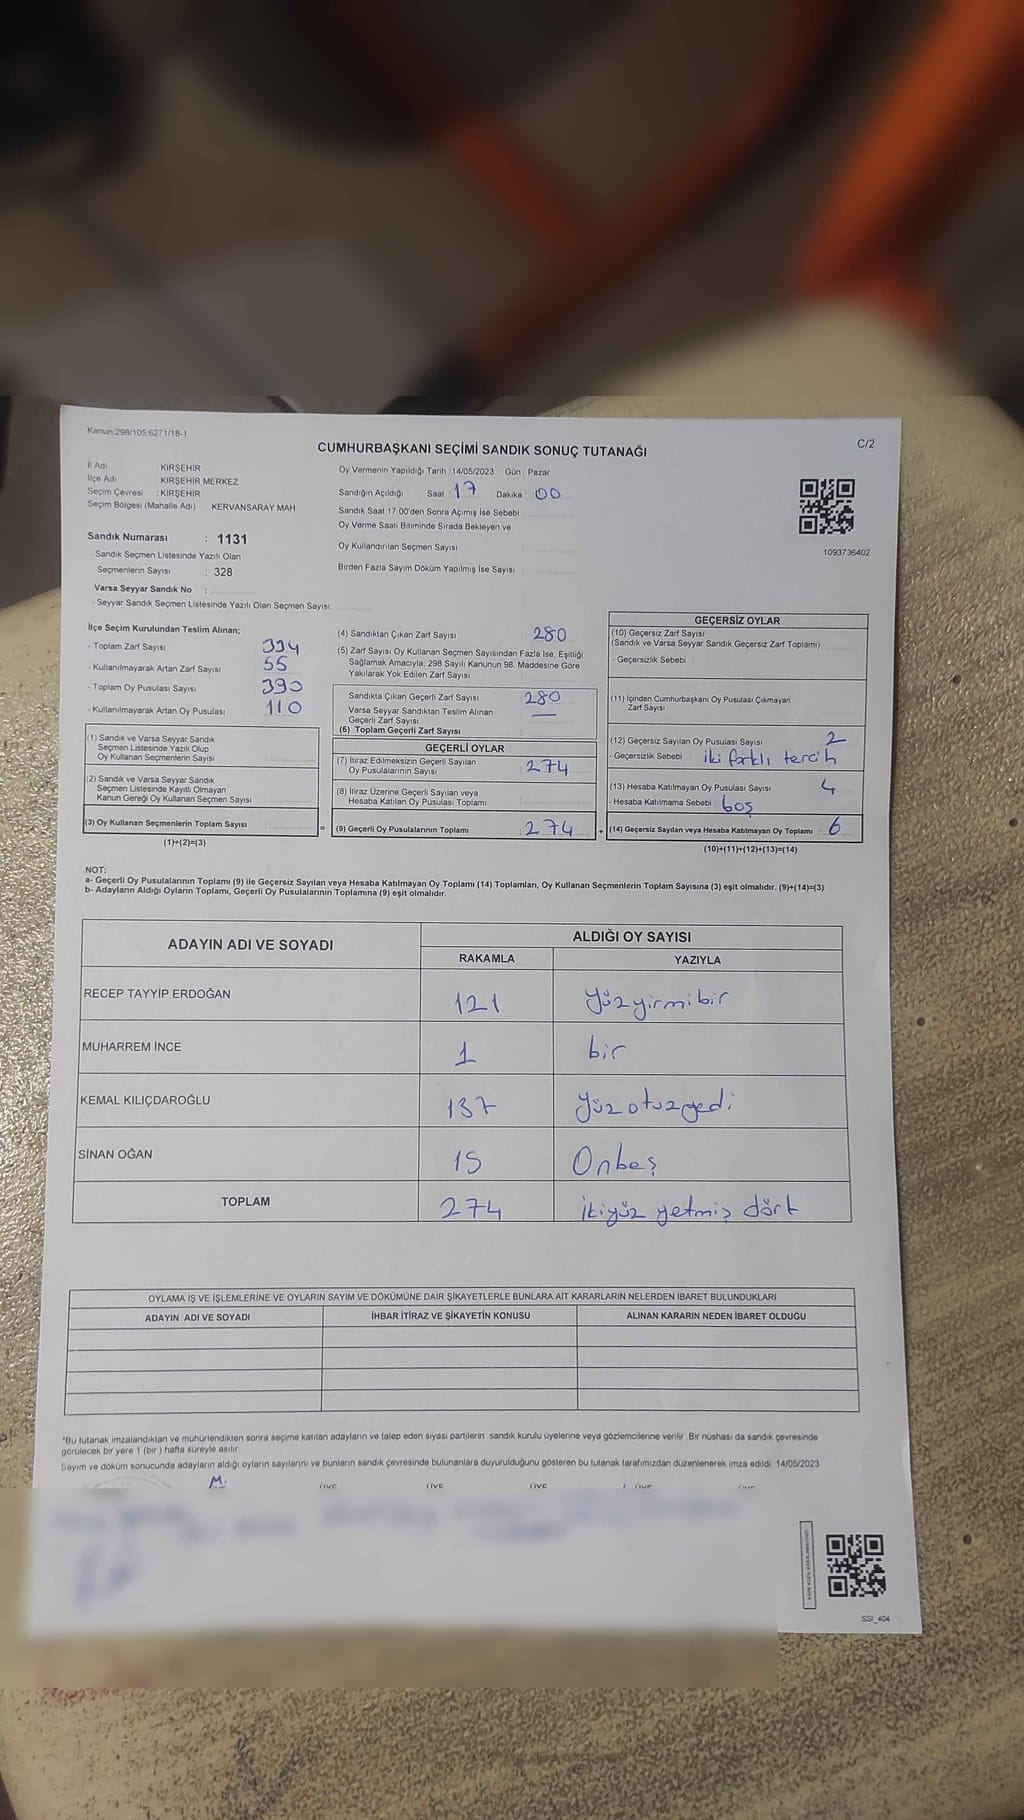 Kanun:298/105,6271/18-1
C/2
CUMHURBAŞKANI SEÇİMİ SANDIK SONUÇ TUTANAĞI
İl Adı : KIRŞEHİR
İlçe Adı : KIRŞEHİR MERKEZ
Seçim Çevresi : KIRŞEHİR
Seçim Bölgesi (Mahalle Adı) KERVANSARAY MAH
Sandık Numarası : 1131
- Sandık Seçmen Listesinde Yazılı Olan
Seçmenlerin Sayısı : 328
Varsa Seyyar Sandık No :
- Seyyar Sandık Seçmen Listesinde Yazılı Olan Seçmen Sayısı:
Oy Vermenin Yapıldığı Tarih :14/05/2023 Gün : Pazar
Sandığın Açıldığı Saat : 17 Dakika : 00
Sandık Saat 17:00'den Sonra Açımış İse Sebebi :
Oy Verme Saati Bitiminde Sırada Bekleyen ve
Oy Kullandırılan Seçmen Sayısı
Birden Fazla Sayım Döküm Yapılmış İse Sayısı :
1093736402
İlçe Seçim Kurulundan Teslim Alınan;
- Toplam Zarf Sayısı : 334
- Kullanılmayarak Artan Zarf Sayısı : 55
- Toplam Oy Pusulası Sayısı : 390
- Kullanılmayarak Artan Oy Pusulası : 110
(1) Sandık ve Varsa Seyyar Sandık
Seçmen Listesinde Yazılı Olup
Oy Kullanan Seçmenlerin Sayısı :
(2) Sandık ve Varsa Seyyar Sandık
Seçmen Listesinde Kayıtlı Olmayan
Kanun Gereği Oy Kullanan Seçmen Sayısı :
(3) Oy Kullanan Seçmenlerin Toplam Sayısı :
=
(1)+(2)=(3)
(4) Sandıktan Çıkan Zarf Sayısı : 280
(5) Zarf Sayısı Oy Kullanan Seçmen Sayısından Fazla İse, Eşitliği
Sağlamak Amacıyla; 298 Sayılı Kanunun 98. Maddesine Göre
Yakılarak Yok Edilen Zarf Sayısı :
Sandıkta Çıkan Geçerli Zarf Sayısı : 280
Varsa Seyyar Sandıktan Teslim Alınan
Geçerli Zarf Sayısı : —
(6) Toplam Geçerli Zarf Sayısı
GEÇERLİ OYLAR
(7) İtiraz Edilmeksizin Geçerli Sayılan
Oy Pusulalarının Sayısı : 274
(8) İtiraz Üzerine Geçerli Sayılan veya
Hesaba Katılan Oy Pusulası Toplamı :
(9) Geçerli Oy Pusulalarının Toplamı : 274
+
GEÇERSİZ OYLAR
(10) Geçersiz Zarf Sayısı
(Sandık ve Varsa Seyyar Sandık Geçersiz Zarf Toplamı) :
- Geçersizlik Sebebi :
(11) İçinden Cumhurbaşkanı Oy Pusulası Çıkmayan
Zarf Sayısı :
(12) Geçersiz Sayılan Oy Pusulası Sayısı : 2
- Geçersizlik Sebebi : iki farklı tercih
(13) Hesaba Katılmayan Oy Pusulası Sayısı : 4
- Hesaba Katılmama Sebebi : boş
(14) Geçersiz Sayılan veya Hesaba Katılmayan Oy Toplamı : 6
(10)+(11)+(12)+(13)=(14)
NOT:
a- Geçerli Oy Pusulalarının Toplamı (9) ile Geçersiz Sayılan veya Hesaba Katılmayan Oy Toplamı (14) Toplamları, Oy Kullanan Seçmenlerin Toplam Sayısına (3) eşit olmalıdır. (9)+(14)=(3)
b- Adayların Aldığı Oyların Toplamı, Geçerli Oy Pusulalarının Toplamına (9) eşit olmalıdır.
ADAYIN ADI VE SOYADI
ALDIĞI OY SAYISI
RAKAMLA YAZIYLA
RECEP TAYYİP ERDOĞAN 121 yüzyirmibir
MUHARREM İNCE 1 bir
KEMAL KILIÇDAROĞLU 137 yüzotuzyedi
SİNAN OĞAN 15 Onbeş
TOPLAM 274 ikiyüz yetmiş dört
OYLAMA İŞ VE İŞLEMLERİNE VE OYLARIN SAYIM VE DÖKÜMÜNE DAİR ŞİKAYETLERLE BUNLARA AİT KARARLARIN NELERDEN İBARET BULUNDUKLARI
ADAYIN ADI VE SOYADI İHBAR İTİRAZ VE ŞİKAYETİN KONUSU ALINAN KARARIN NEDEN İBARET OLDUĞU
*Bu tutanak imzalandıktan ve mühürlendikten sonra seçime katılan adayların ve talep eden siyasi partilerin sandık kurulu üyelerine veya gözlemcilerine verilir. Bir nüshası da sandık çevresinde
görülecek bir yere 1 (bir ) hafta süreyle asılır.
Sayım ve döküm sonucunda adayların aldığı oyların sayılarını ve bunların sandık çevresinde bulunanlara duyurulduğunu gösteren bu tutanak tarafımızdan düzenlenerek imza edildi. 14/05/2023
SSI_404